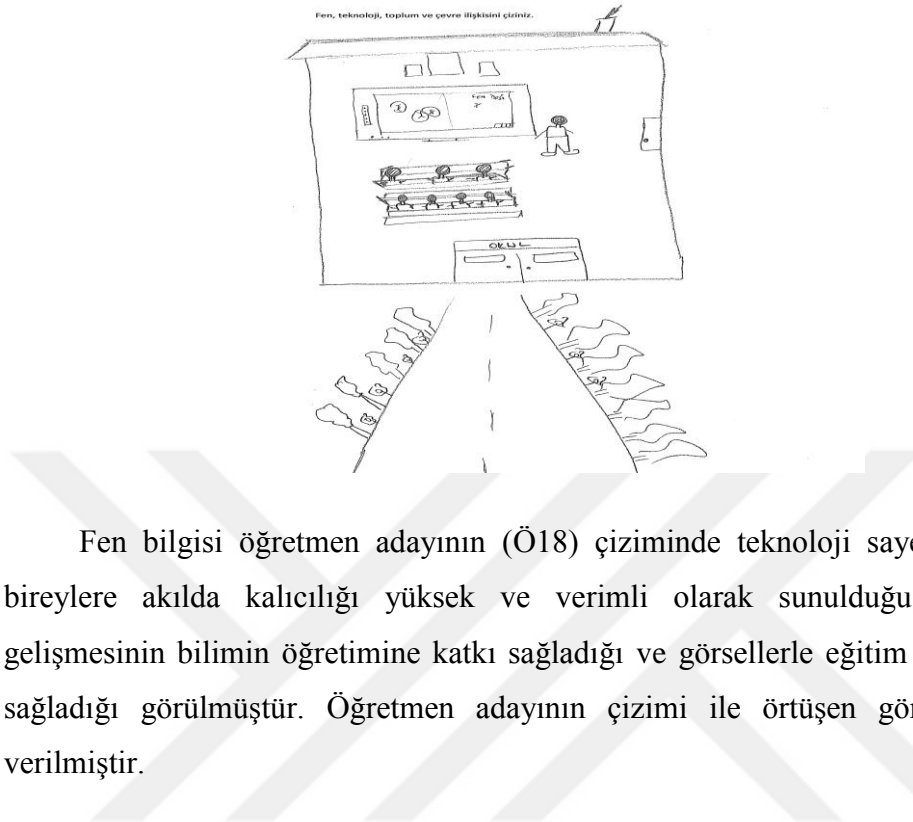 Fen, teknoloji, toplum ve çevre ilişkisini çiziniz.
OKUL
Fen bilgisi öğretmen adayının (Ö18) çiziminde teknoloji saye
bireylere akılda kalıcılığı yüksek ve verimli olarak sunulduğu
gelişmesinin bilimin öğretimine katkı sağladığı ve görsellerle eğitim
sağladığı görülmüştür. Öğretmen adayının çizimi ile örtüşen gör
verilmiştir.